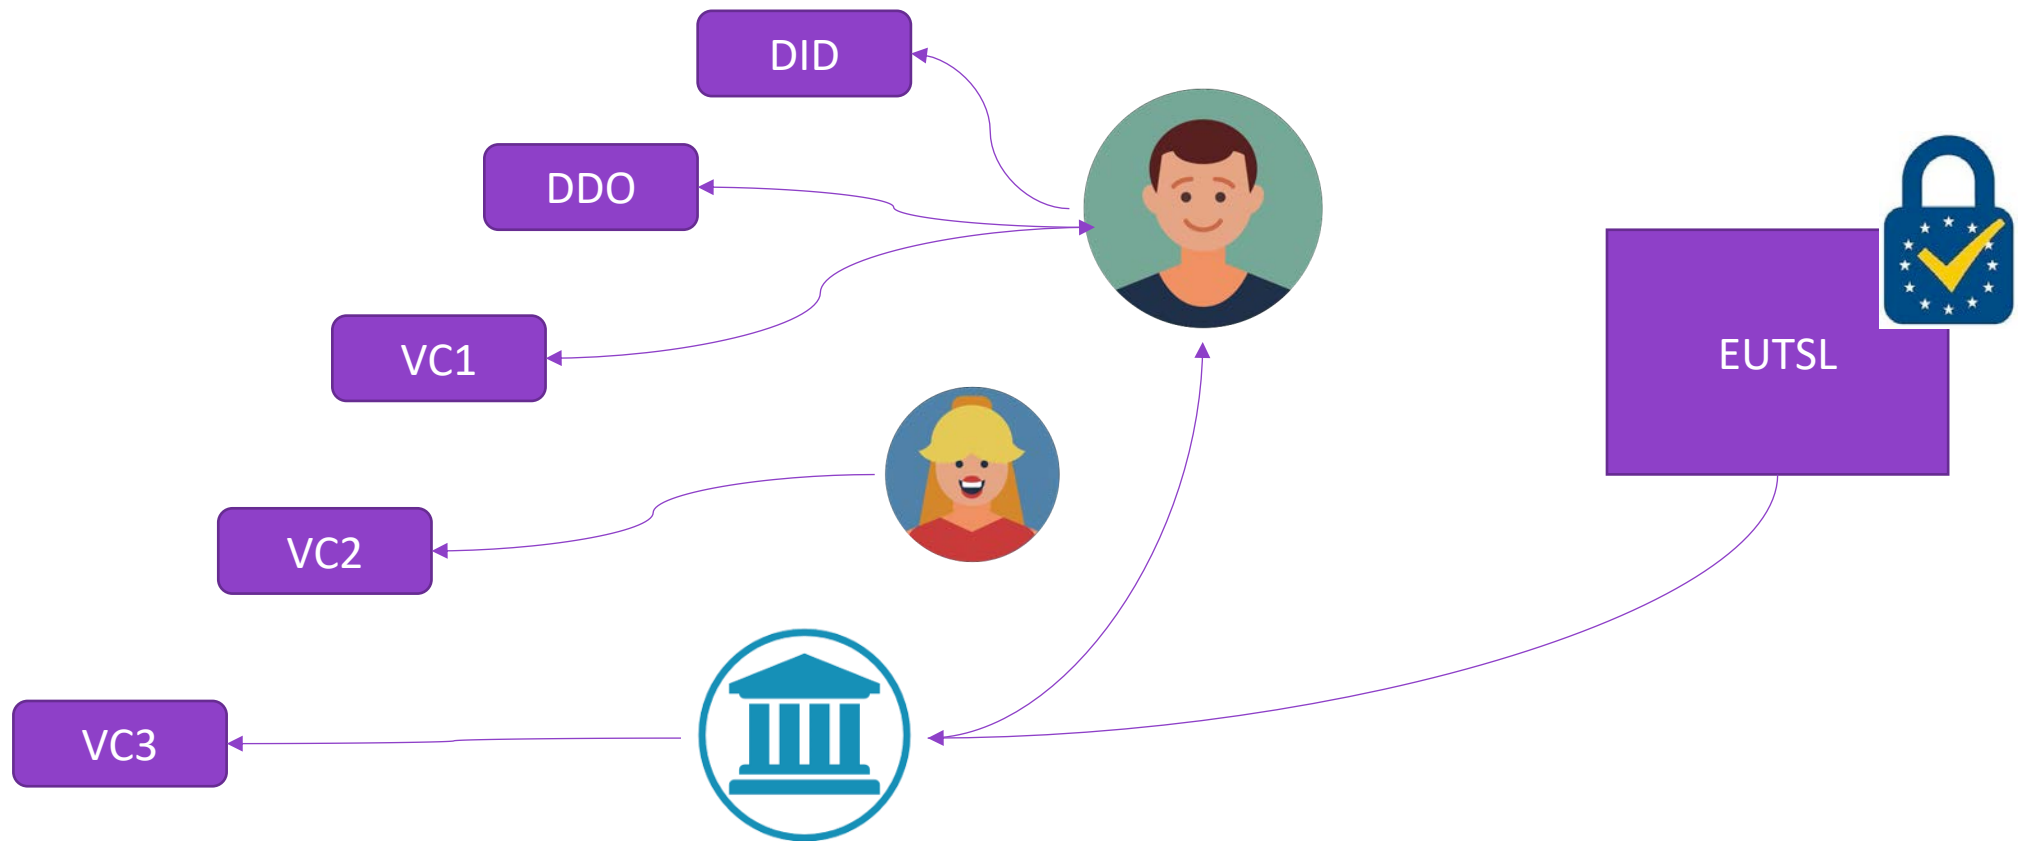 DID
DDO
VC1
EUTSL
VC2
VC3